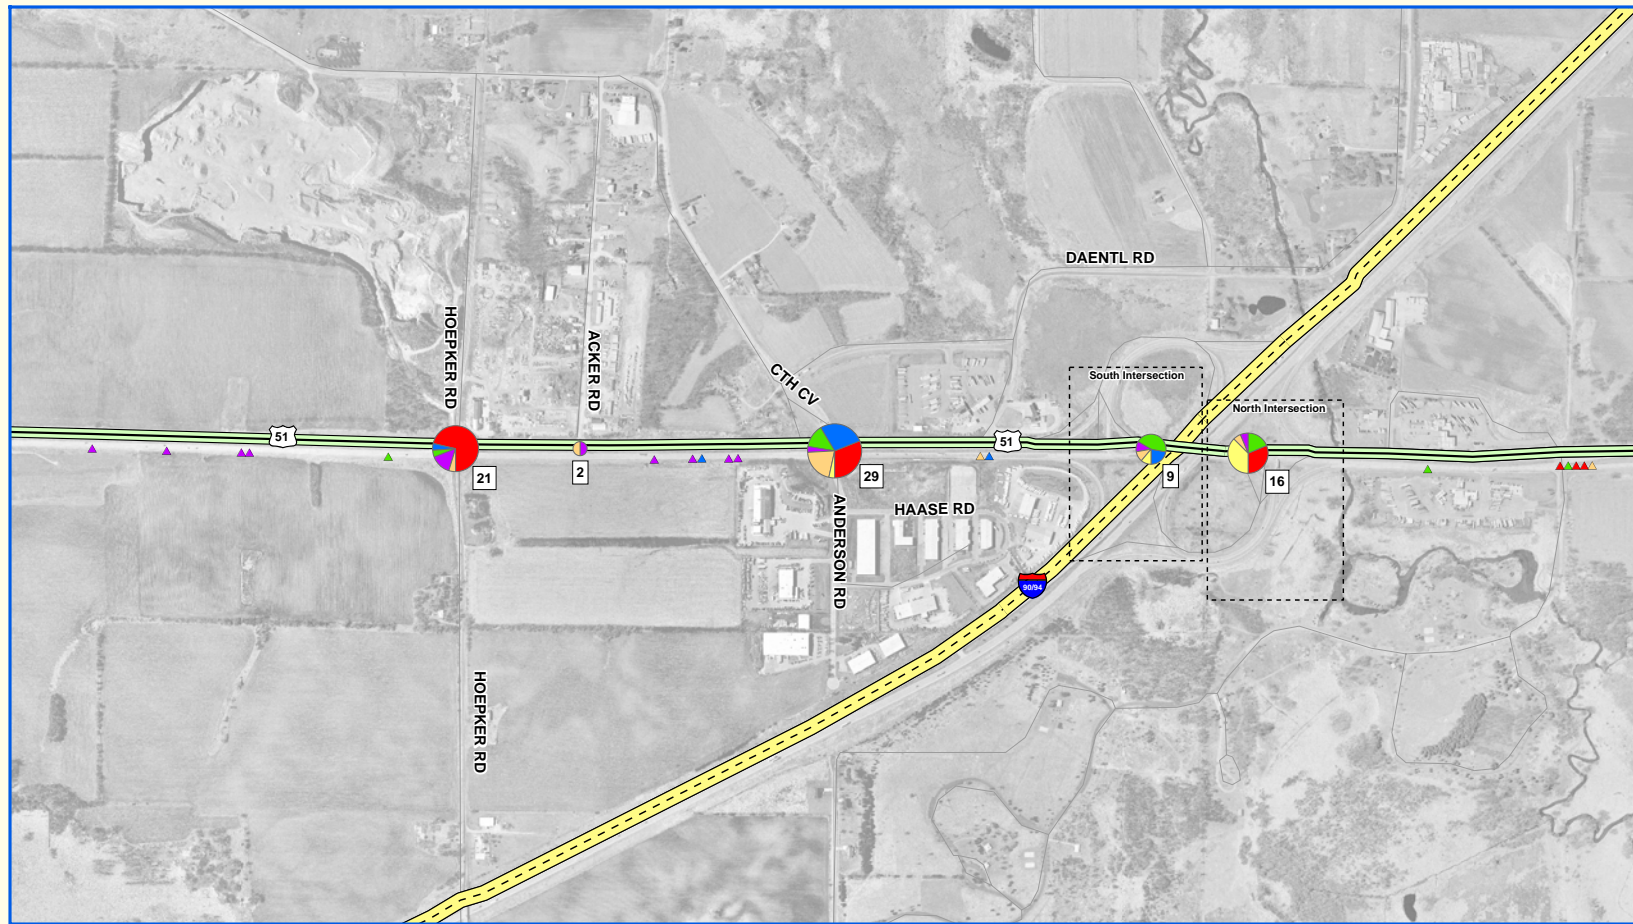 DAENTL RD
HOEPKER RD
ACKER RD
CTH CV
South Intersection
North Intersection
51
51
21
2
29
9
16
HAASE RD
ANDERSON RD
90/94
HOEPKER RD